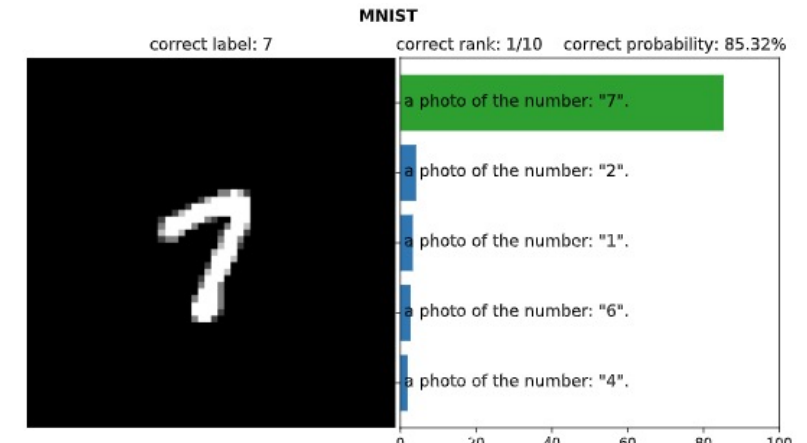 MNIST
correct label: 7
correct rank: 1/10 correct probability: 85.32%
7
a photo of the number: "7".
a photo of the number: "2".
a photo of the number: "1".
a photo of the number: "6".
a photo of the number: "4".
0 20 40 60 80 100